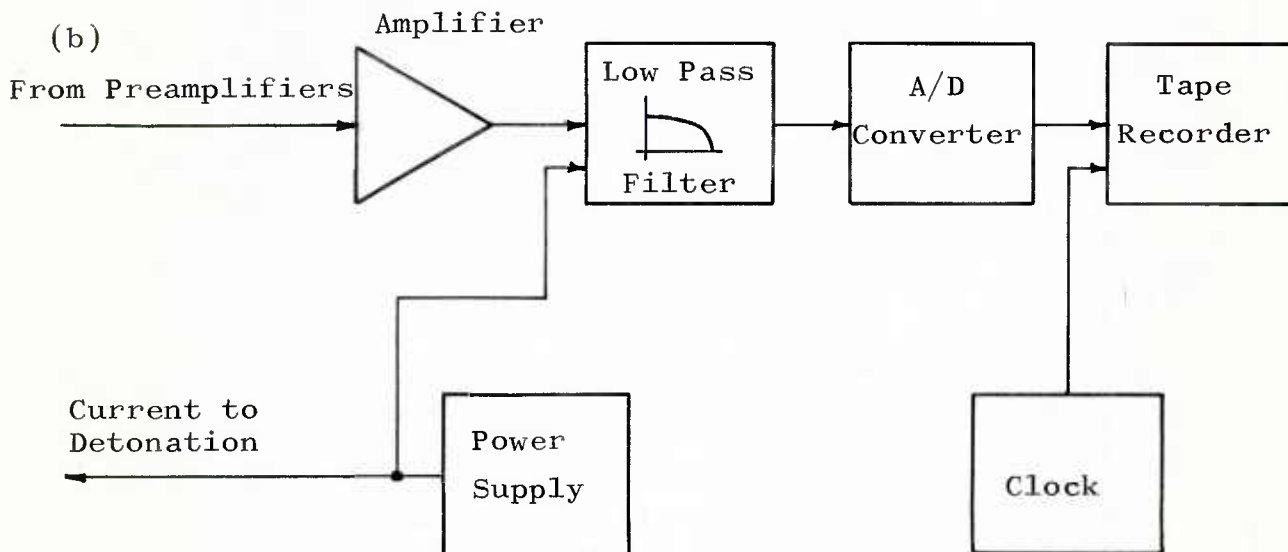 (b)
Amplifier
From Preamplifiers
Low Pass
Filter
A/D
Converter
Tape
Recorder
Current to
Detonation
Power
Supply
Clock